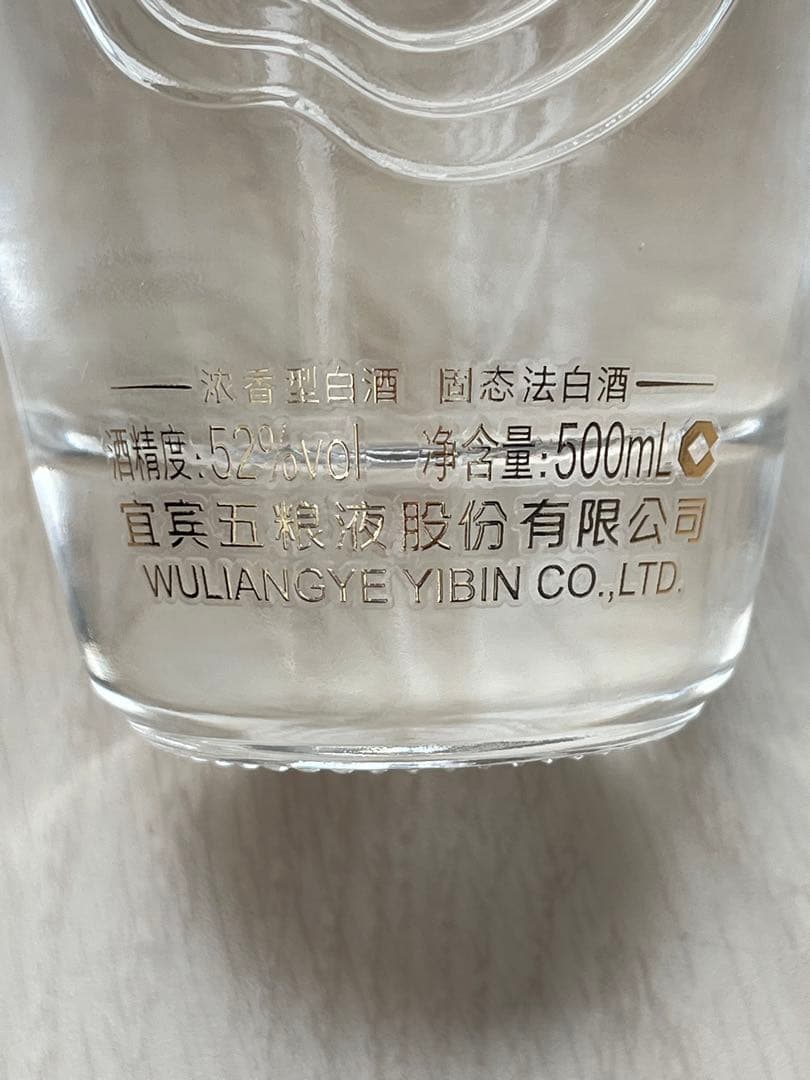 浓香型白酒 固态法白酒
酒精度:52%vol 净含量:500mL
宜宾五粮液股份有限公司
WULIANGYE YIBIN CO.,LTD.